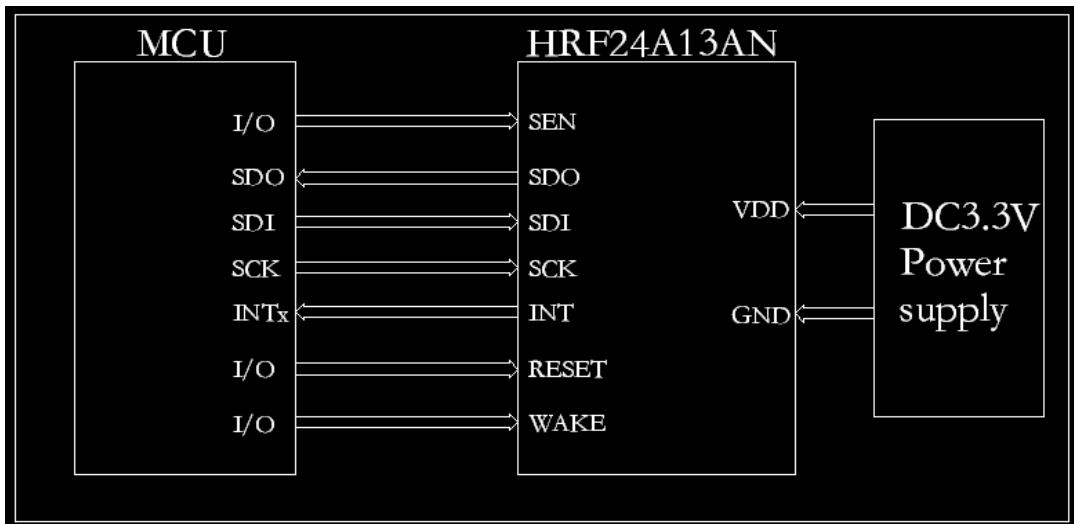 MCU
HRF24A13AN
I/O
SEN
SDO
SDO
SDI
SDI
SCK
SCK
INTx
INT
I/O
RESET
I/O
WAKE
VDD
GND
DC3.3V
Power
supply